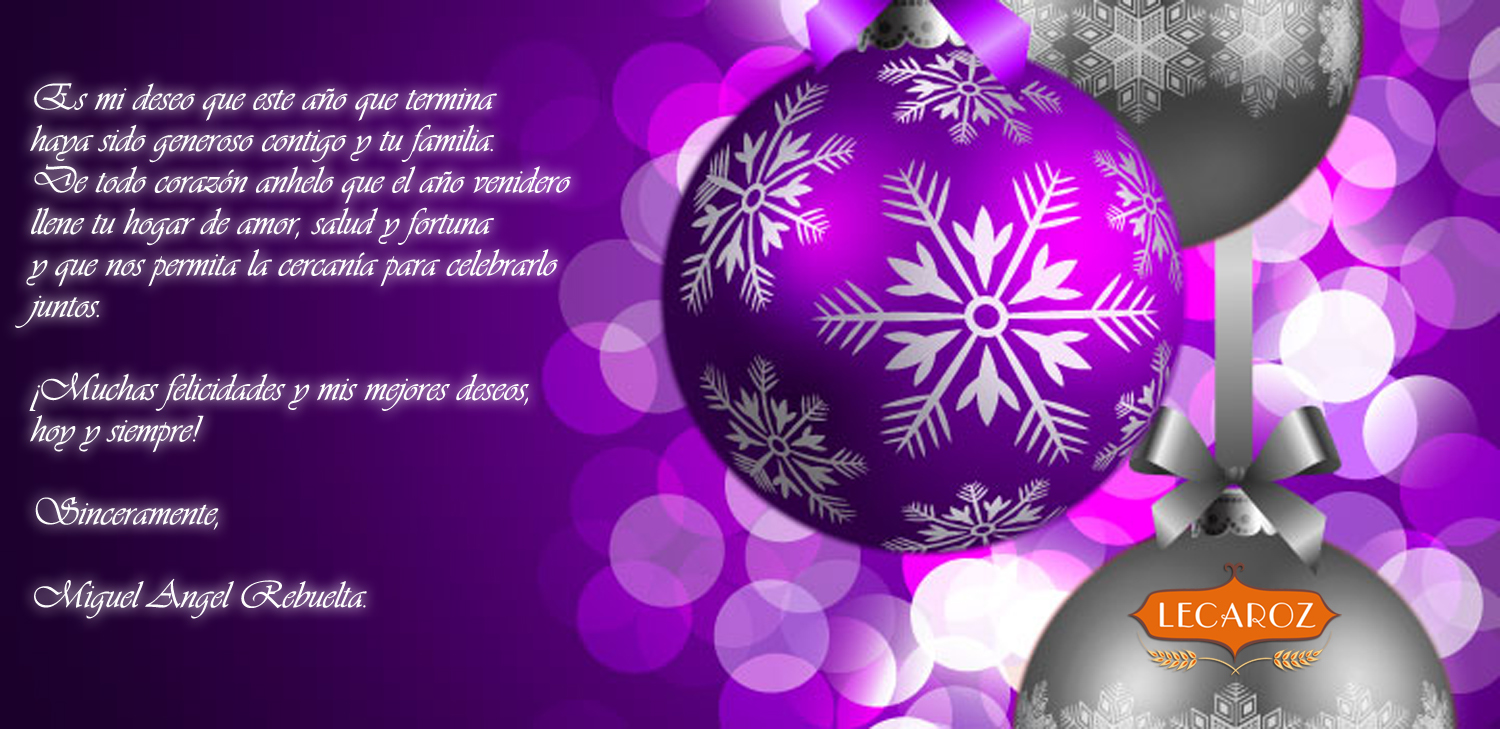 Es mi deseo que este año que termina
haya sido generoso contigo y tu familia.
De todo corazón anhelo que el año venidero
llene tu hogar de amor, salud y fortuna
y que nos permita la cercanía para celebrarlo
juntos.
¡Muchas felicidades y mis mejores deseos,
hoy y siempre!
Sinceramente,
Miguel Angel Rebuelta.
LECAROZ